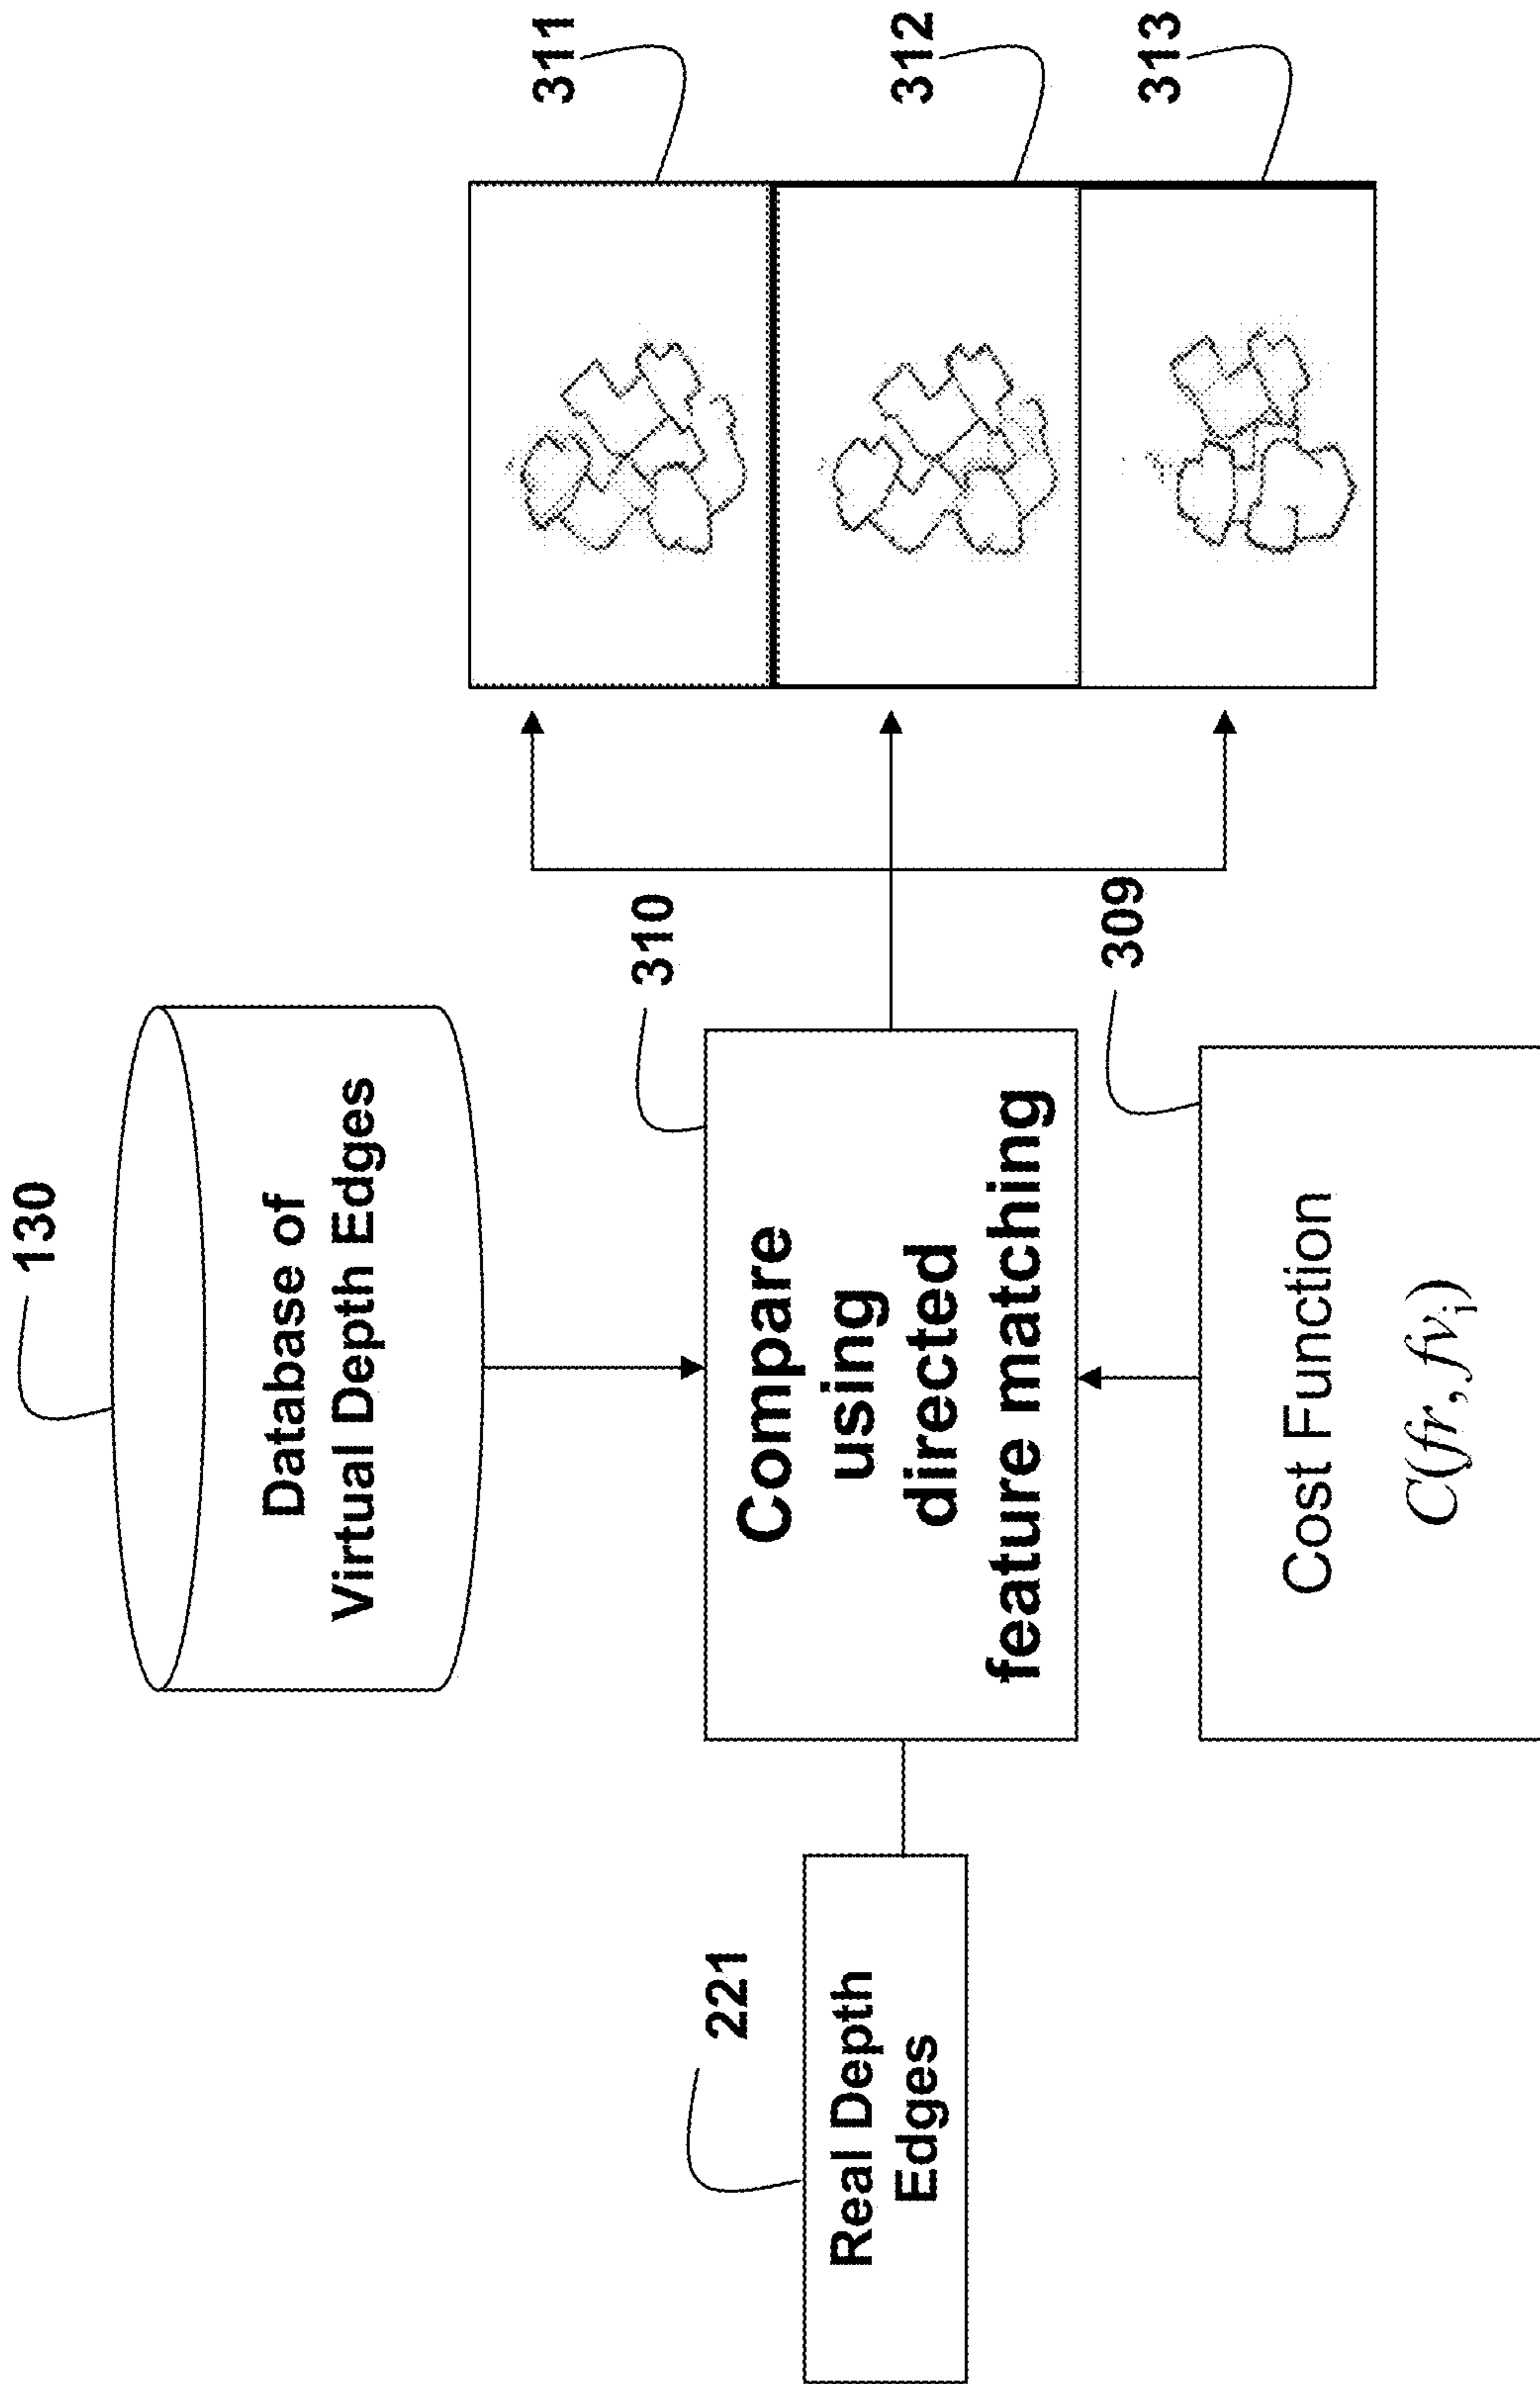 130
Database of
Virtual Depth Edges
221
Real Depth
Edges
310
Compare
using
directed
feature matching
309
Cost Function
C(fr, fv_i)
311
312
313